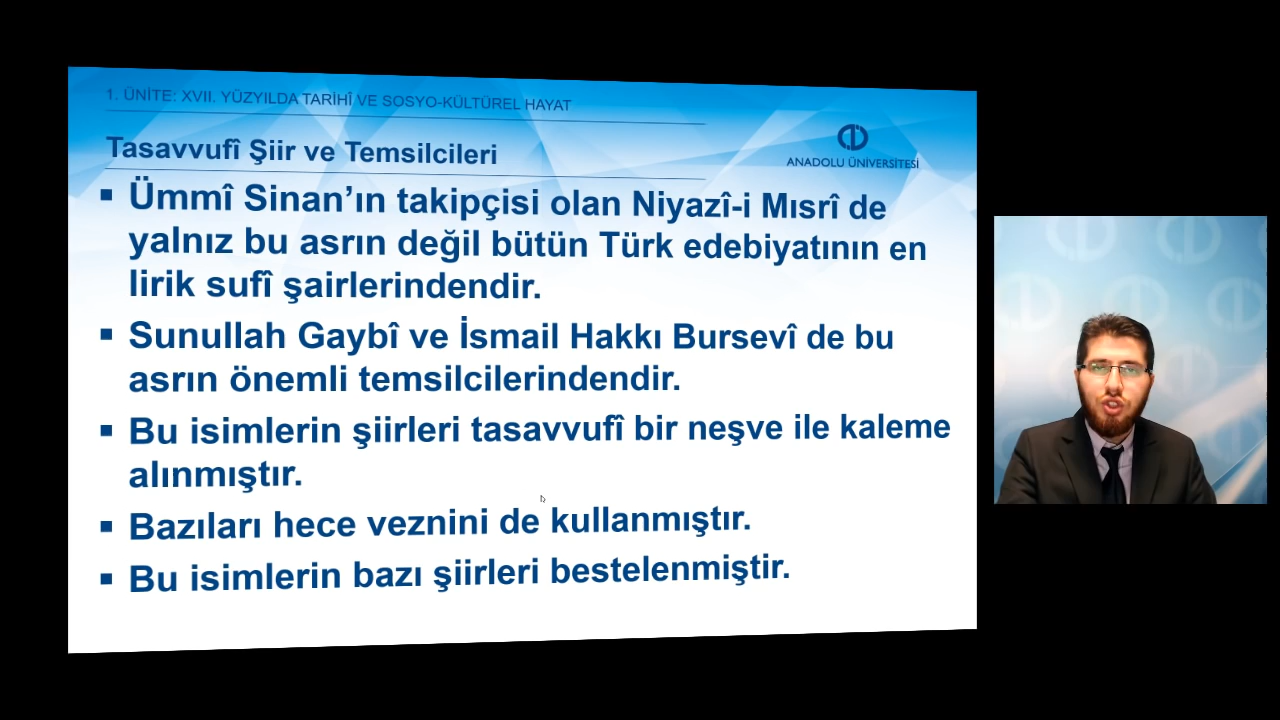 1. ÜNİTE: XVII. YÜZYILDA TARİHÎ VE SOSYO-KÜLTÜREL HAYAT
Tasavvufî Şiir ve Temsilcileri
ANADOLU ÜNİVERSİTESİ
▪ Ümmî Sinan’ın takipçisi olan Niyazî-i Mısrî de
yalnız bu asrın değil bütün Türk edebiyatının en
lirik sufî şairlerindendir.
▪ Sunullah Gaybî ve İsmail Hakkı Bursevî de bu
asrın önemli temsilcilerindendir.
▪ Bu isimlerin şiirleri tasavvufî bir neşve ile kaleme
alınmıştır.
▪ Bazıları hece veznini de kullanmıştır.
▪ Bu isimlerin bazı şiirleri bestelenmiştir.